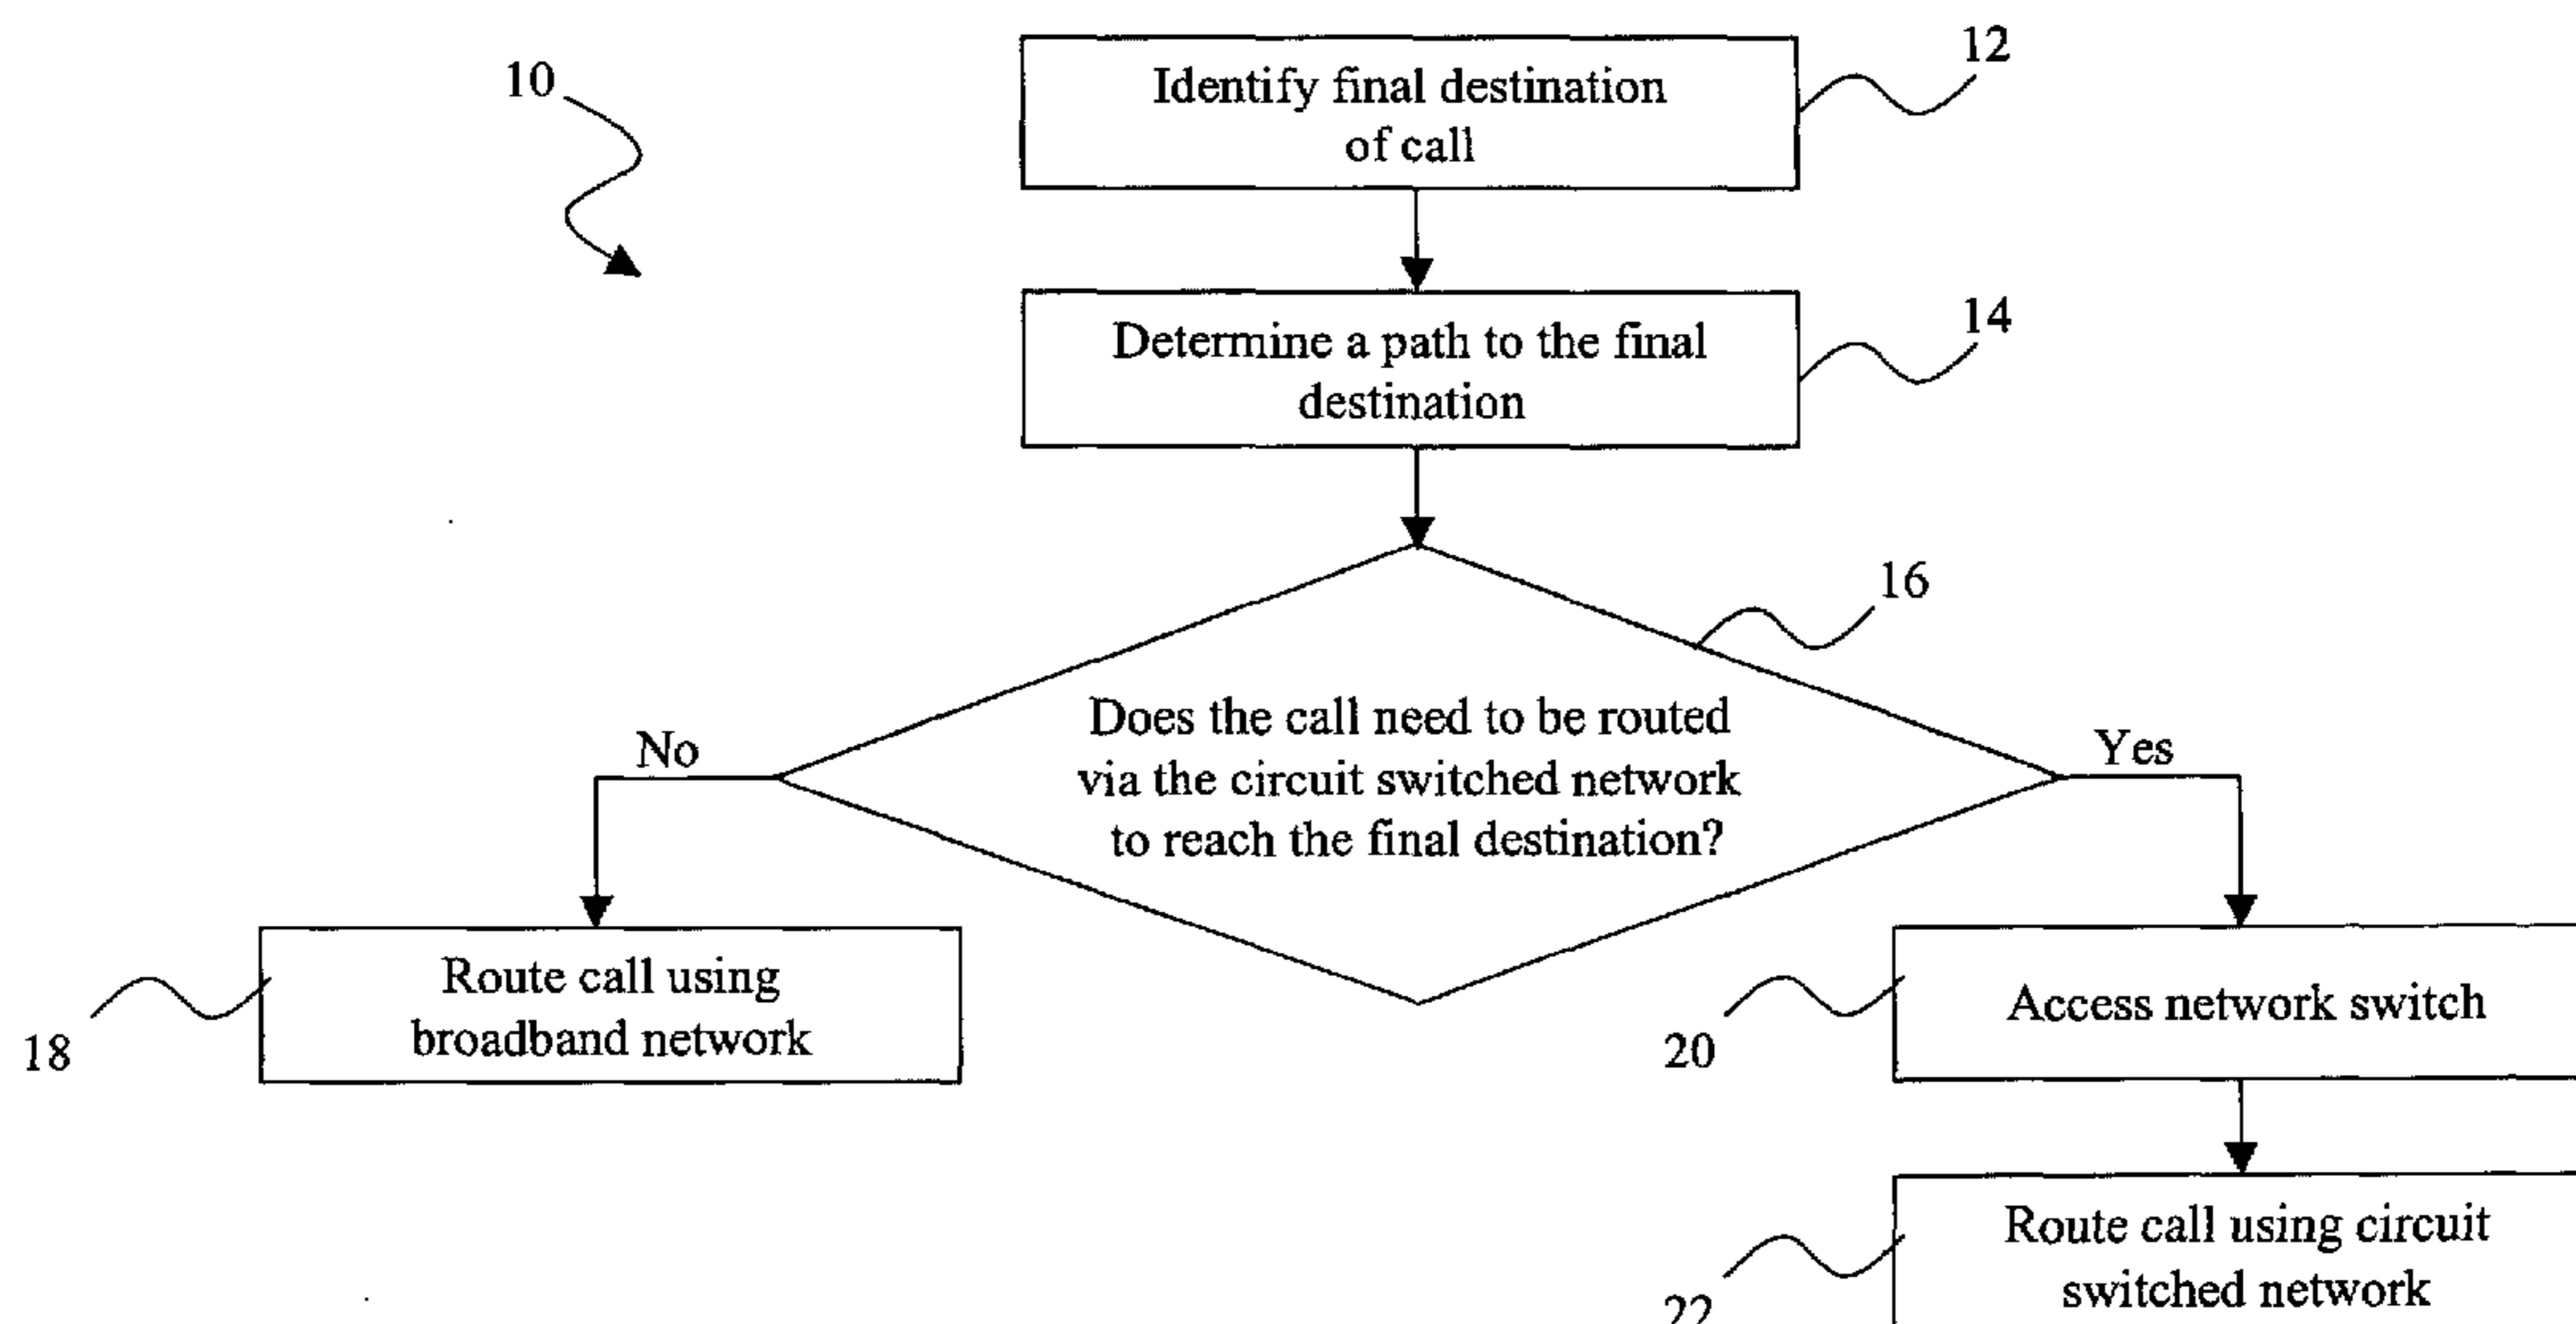 10
12
Identify final destination
of call
14
Determine a path to the final
destination
16
Does the call need to be routed
via the circuit switched network
to reach the final destination?
No
Yes
18
Route call using
broadband network
20
Access network switch
22
Route call using circuit
switched network